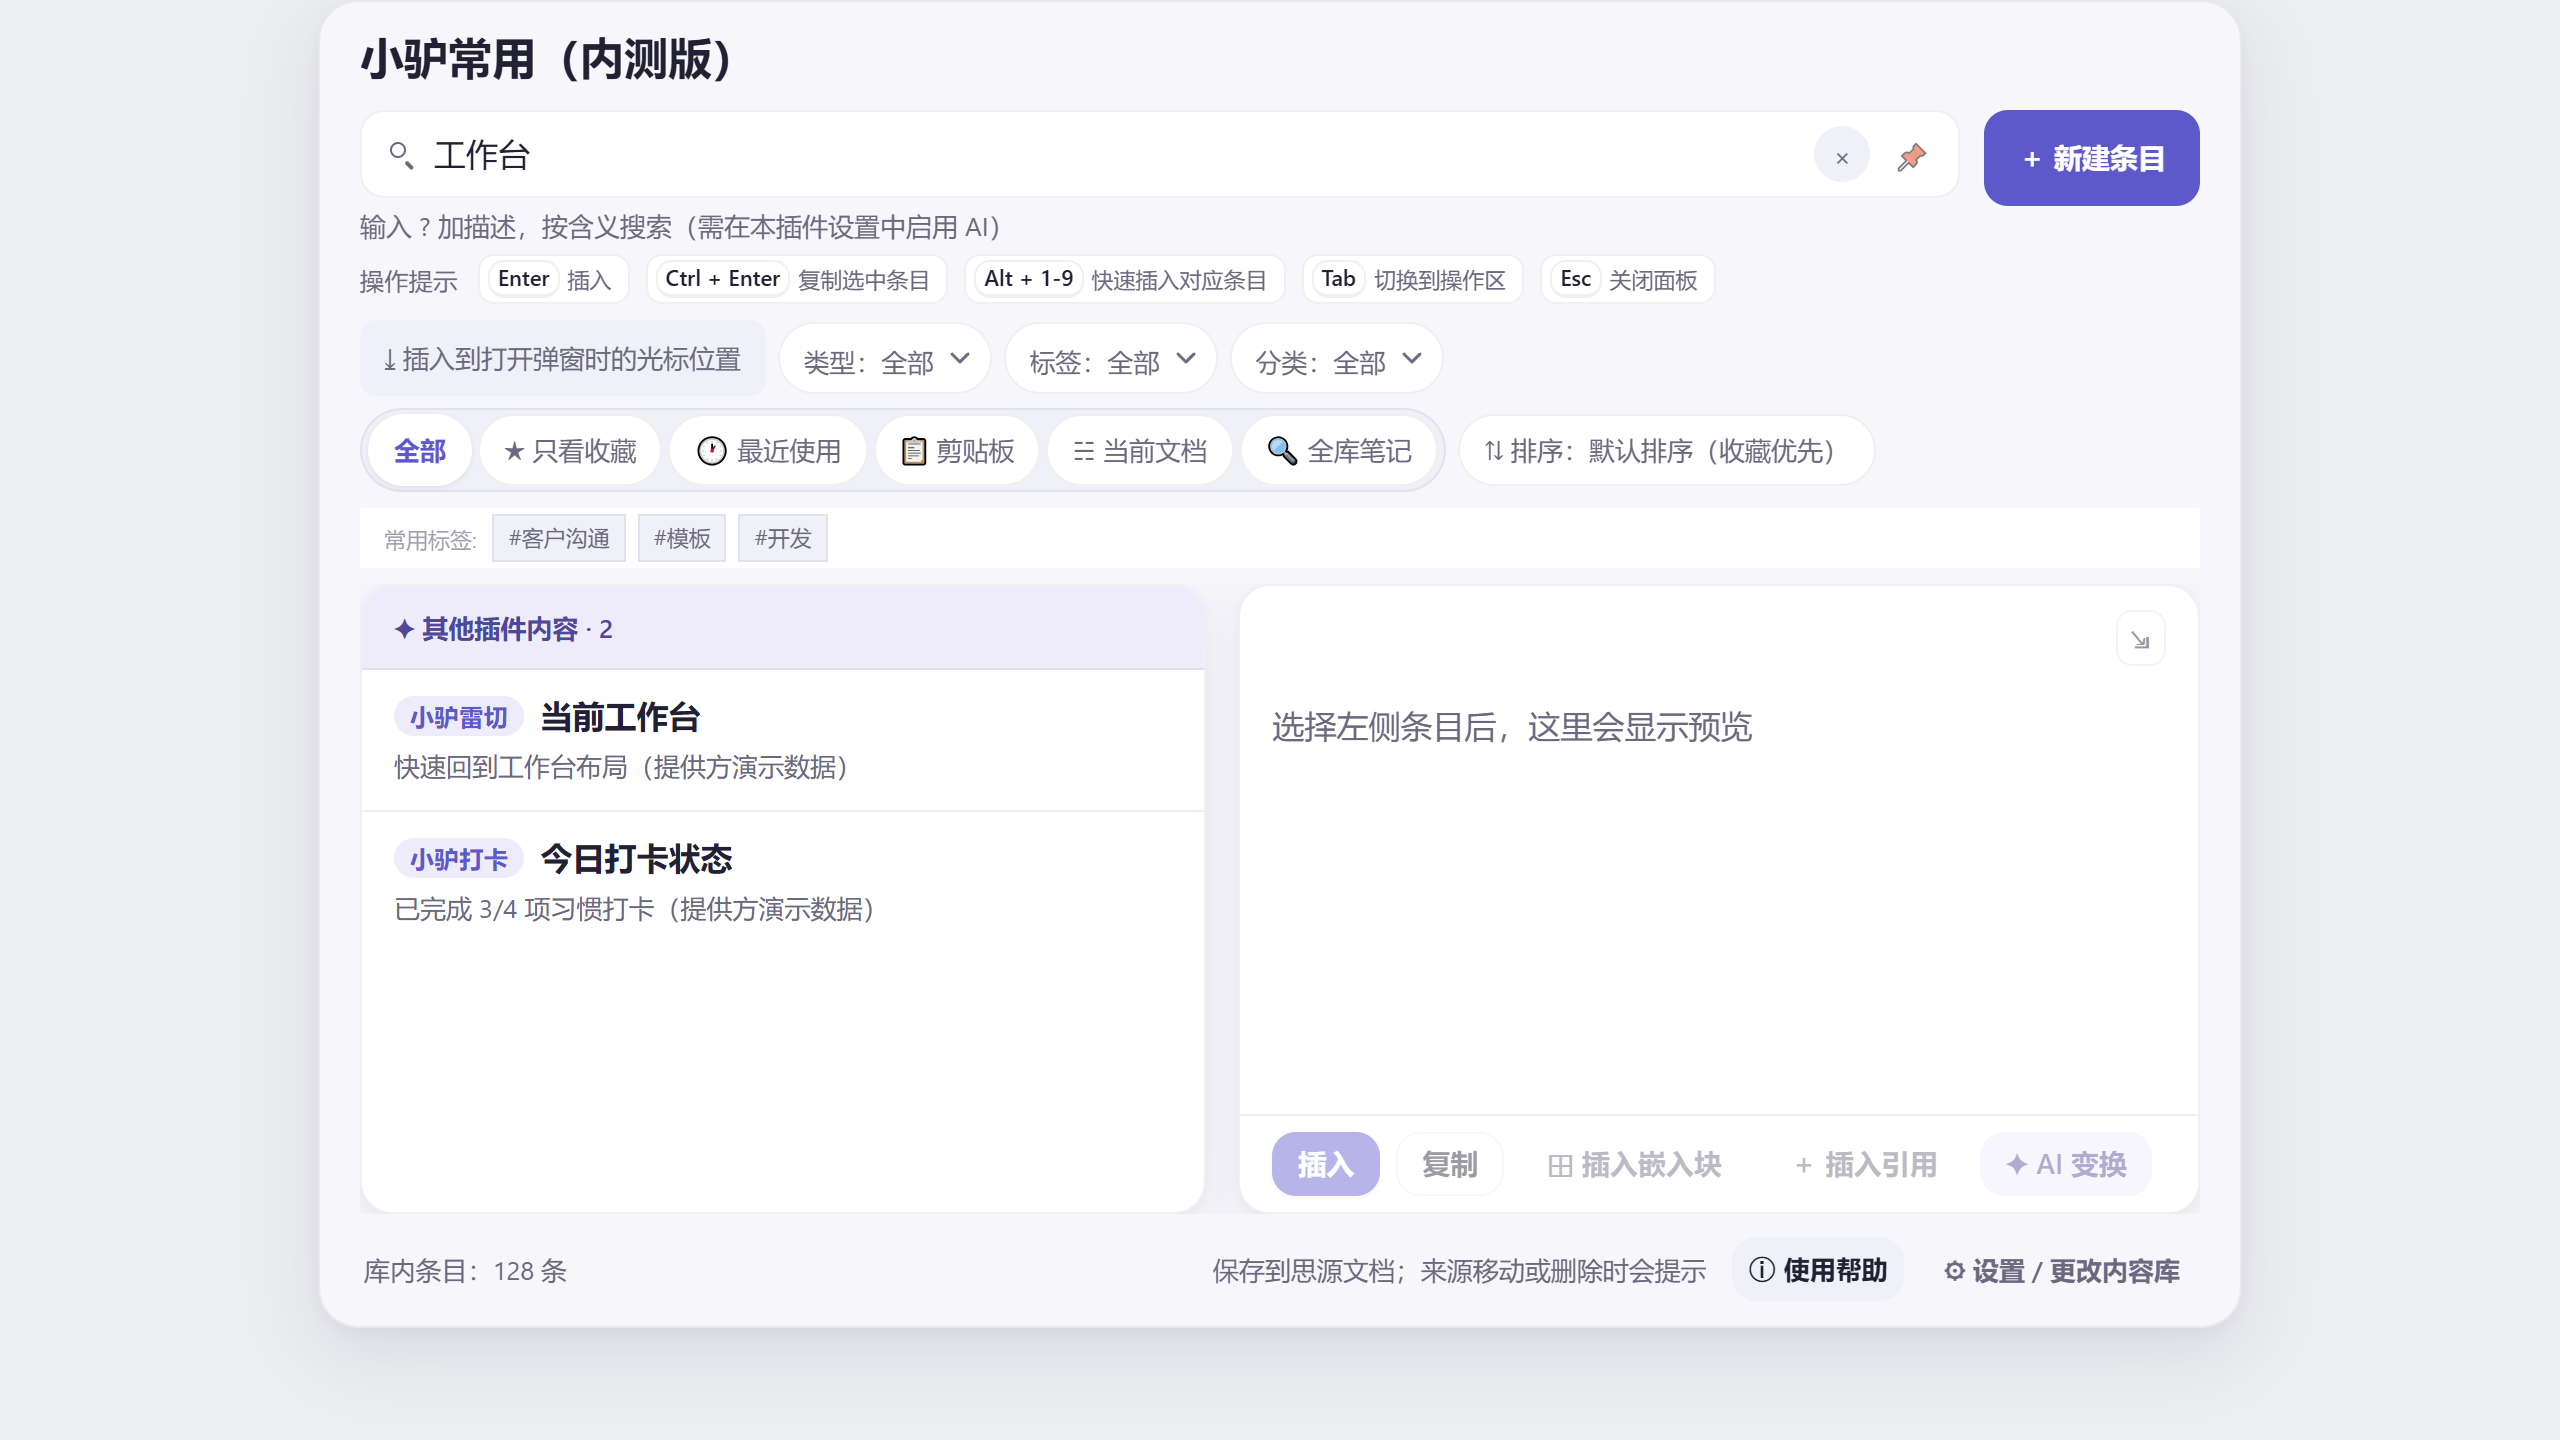 小驴常用（内测版）
工作台
× 
+ 新建条目
输入 ? 加描述，按含义搜索（需在本插件设置中启用 AI）
操作提示 Enter 插入 Ctrl + Enter 复制选中条目 Alt + 1-9 快速插入对应条目 Tab 切换到操作区 Esc 关闭面板
↓插入到打开弹窗时的光标位置 类型：全部 标签：全部 分类：全部
全部 ★ 只看收藏 最近使用 剪贴板 ☵ 当前文档 全库笔记 ⇅ 排序：默认排序（收藏优先）
常用标签: #客户沟通 #模板 #开发
✦ 其他插件内容 · 2
小驴雷切 当前工作台
快速回到工作台布局（提供方演示数据）
小驴打卡 今日打卡状态
已完成 3/4 项习惯打卡（提供方演示数据）
选择左侧条目后，这里会显示预览
插入 复制 田 插入嵌入块 + 插入引用 ✦ AI 变换
库内条目：128 条
保存到思源文档；来源移动或删除时会提示 ⓘ 使用帮助 ⚙ 设置 / 更改内容库